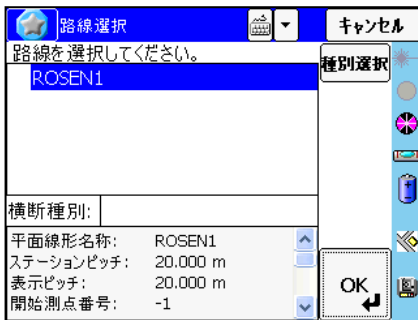 路線選択
キャンセル
路線を選択してください。
種別選択
ROSEN1
横断種別:
平面線形名称: ROSEN1
ステーションピッチ: 20.000 m
表示ピッチ: 20.000 m
開始測点番号: -1
OK